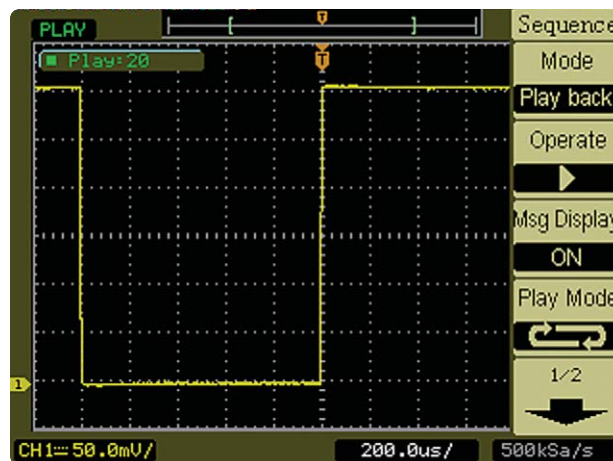 PLAY
T
Sequence
Play:20
T
Mode
Play back
Operate
Msg Display
ON
Play Mode
1/2
1
CH1 50.0mV/
200.0us/
500kSa/s